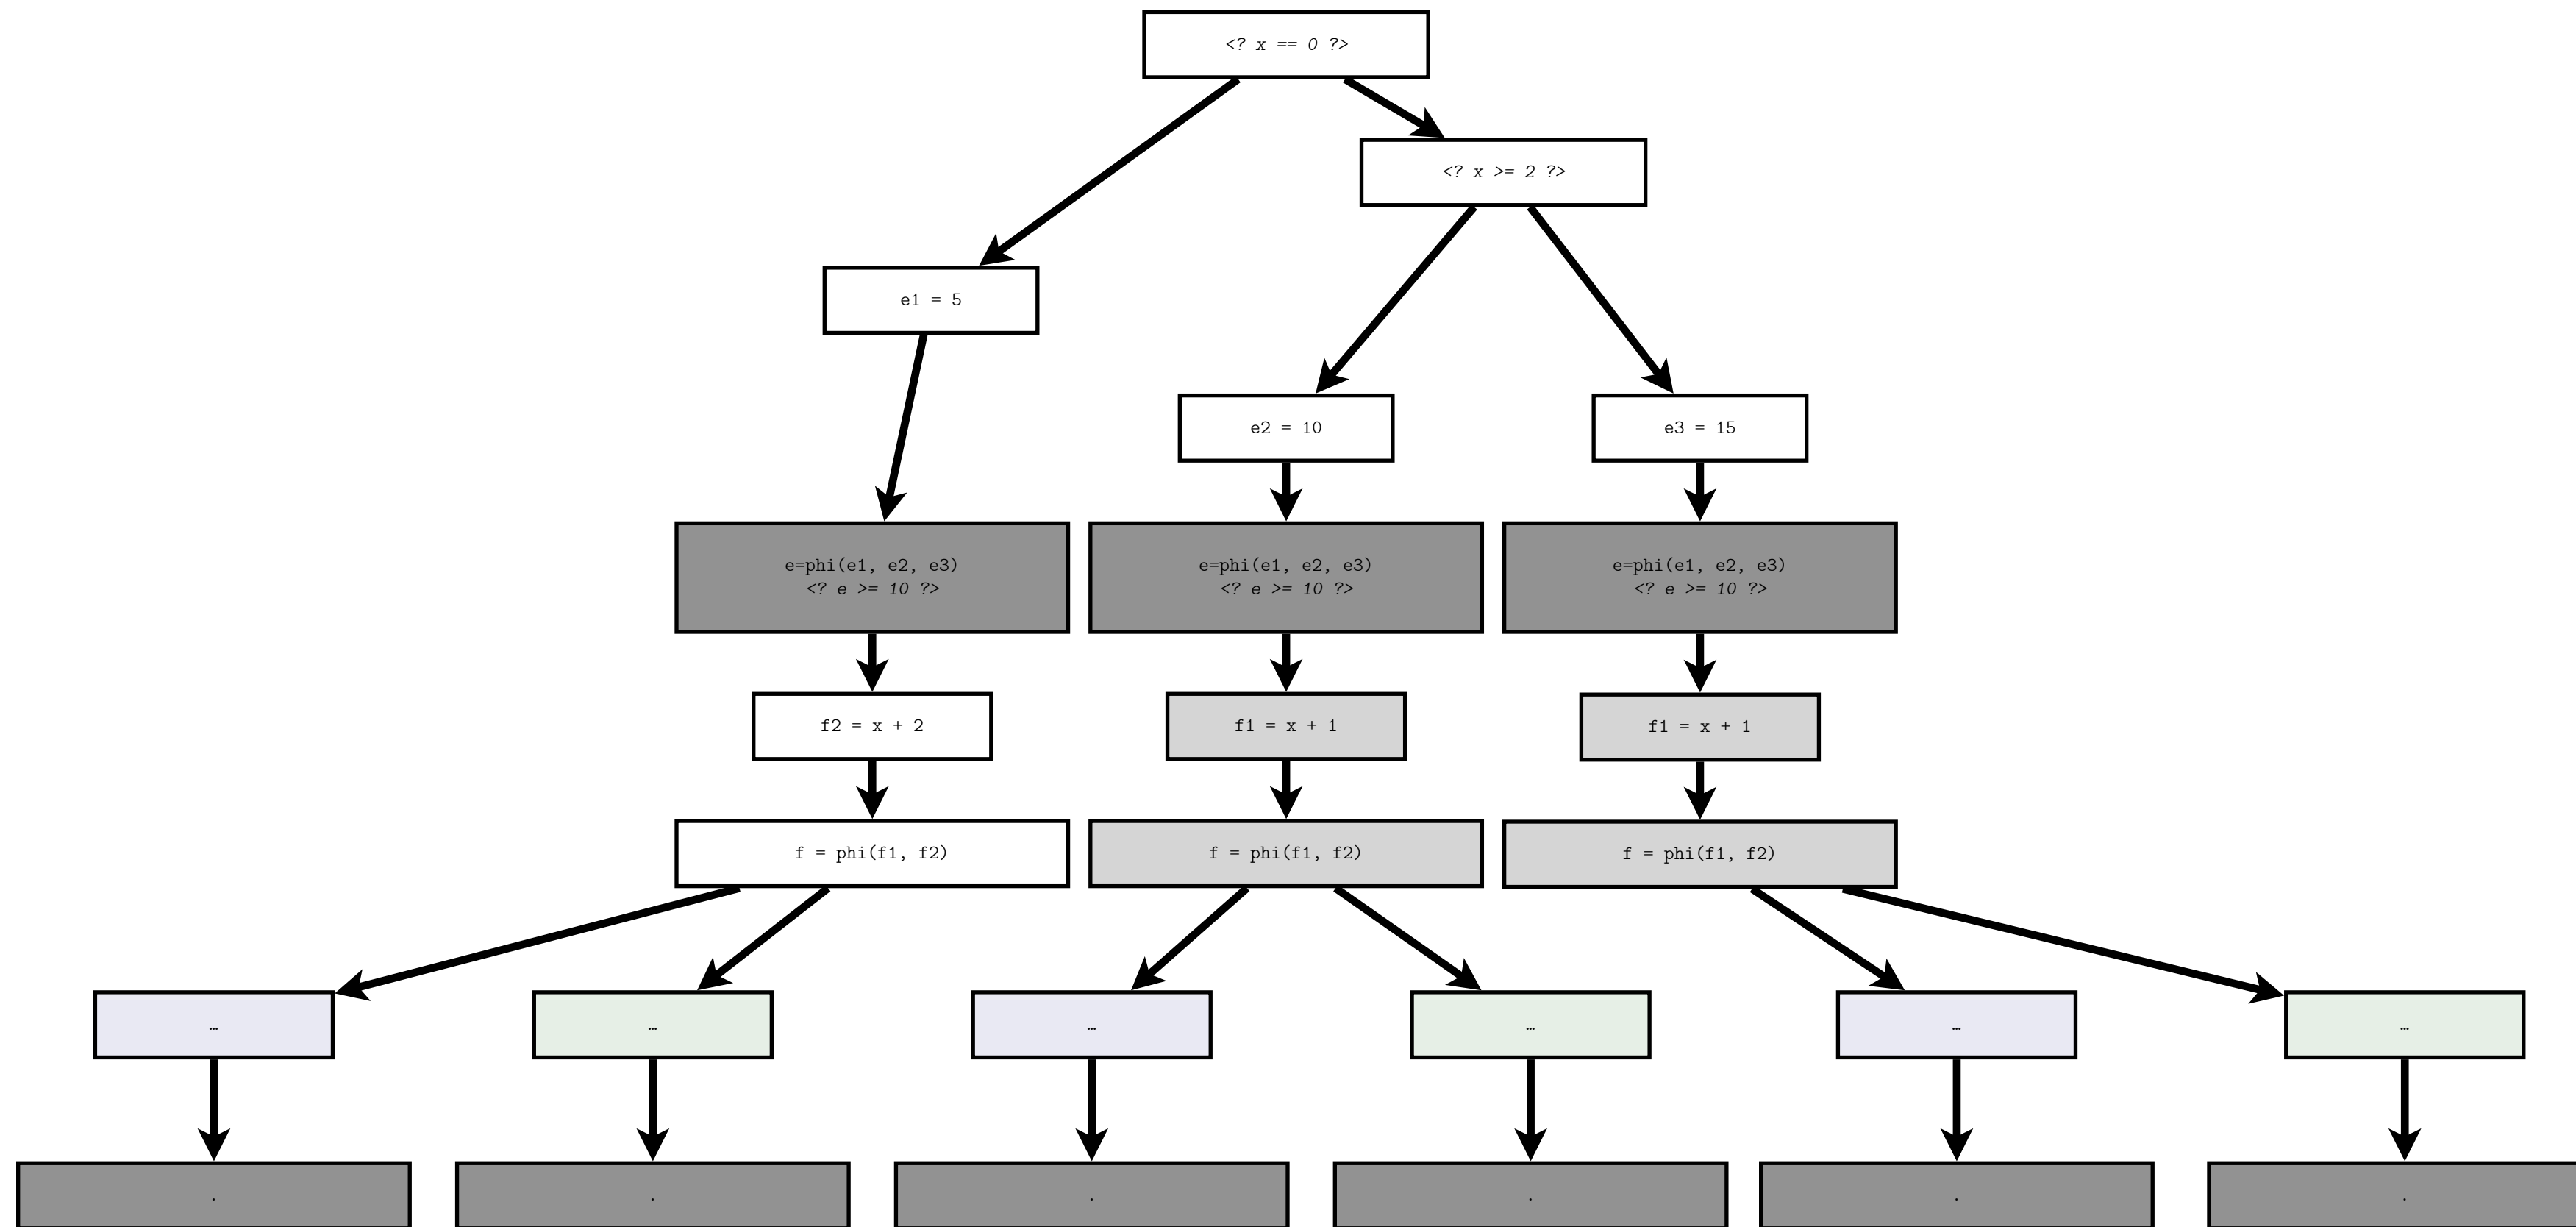 <? x == 0 ?>
<? x >= 2 ?>
e1 = 5
e2 = 10
e3 = 15
e=phi(e1, e2, e3)
<? e >= 10 ?>
e=phi(e1, e2, e3)
<? e >= 10 ?>
e=phi(e1, e2, e3)
<? e >= 10 ?>
f2 = x + 2
f1 = x + 1
f1 = x + 1
f = phi(f1, f2)
f = phi(f1, f2)
f = phi(f1, f2)
…
…
…
…
…
…
.
.
.
.
.
.